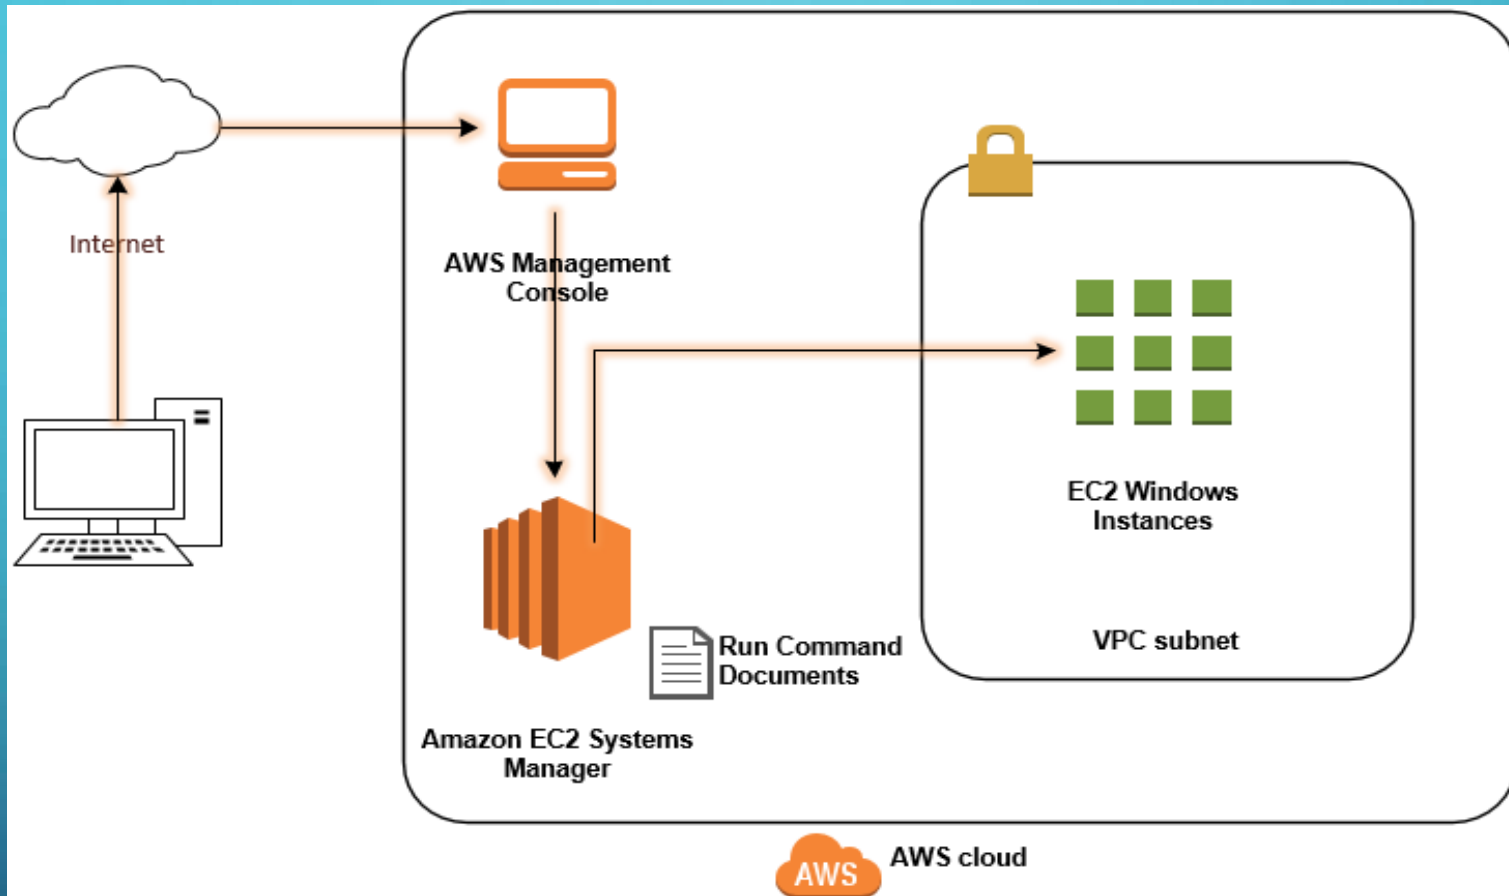 Internet
AWS Management
Console
EC2 Windows
Instances
VPC subnet
Run Command
Documents
Amazon EC2 Systems
Manager
AWS
AWS cloud